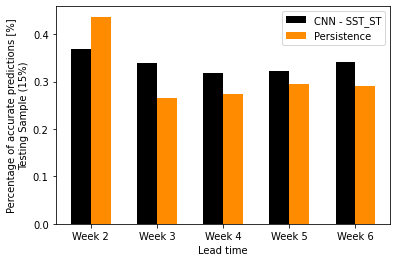 CNN - SST_ST
Persistence
Percentage of accurate predictions [%]
Testing Sample (15%)
0.4
0.3
0.2
0.1
0.0
Week 2 Week 3 Week 4 Week 5 Week 6
Lead time